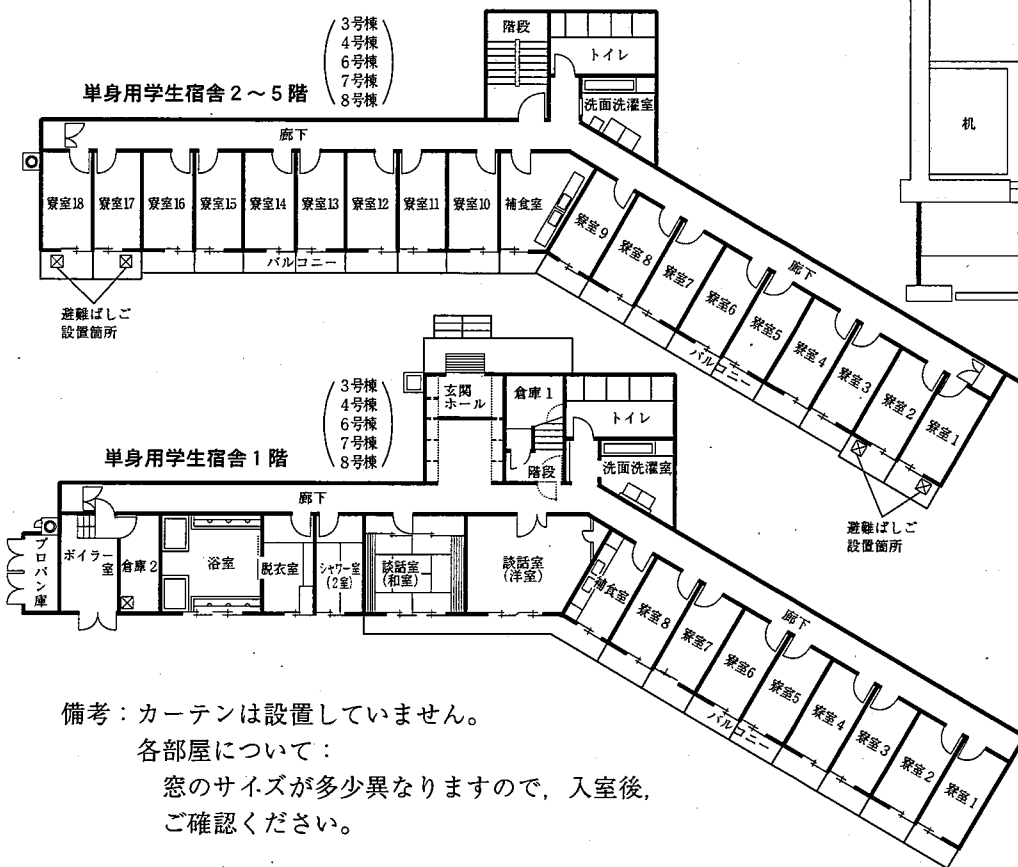 3号棟
4号棟
6号棟
7号棟
8号棟
単身用学生宿舎2～5階
階段
トイレ
洗面洗濯室
廊下
寮室18
寮室17
寮室16
寮室15
寮室14
寮室13
寮室12
寮室11
寮室10
補食室
寮室9
寮室8
寮室7
寮室6
寮室5
寮室4
寮室3
寮室2
寮室1
廊下
バルコニー
バルコニー
避難ばしご
設置箇所
避難ばしご
設置箇所
机
3号棟
4号棟
6号棟
7号棟
8号棟
単身用学生宿舎1階
玄関
ホール
倉庫1
トイレ
階段
洗面洗濯室
廊下
プロパン庫
ボイラー
室
倉庫2
浴室
脱衣室
シャワー室
(2室)
談話室
(和室)
談話室
(洋室)
補食室
寮室8
寮室7
寮室6
寮室5
寮室4
寮室3
寮室2
寮室1
廊下
バルコニー
備考：カーテンは設置していません。
各部屋について：
窓のサイズが多少異なりますので，入室後，
ご確認ください。